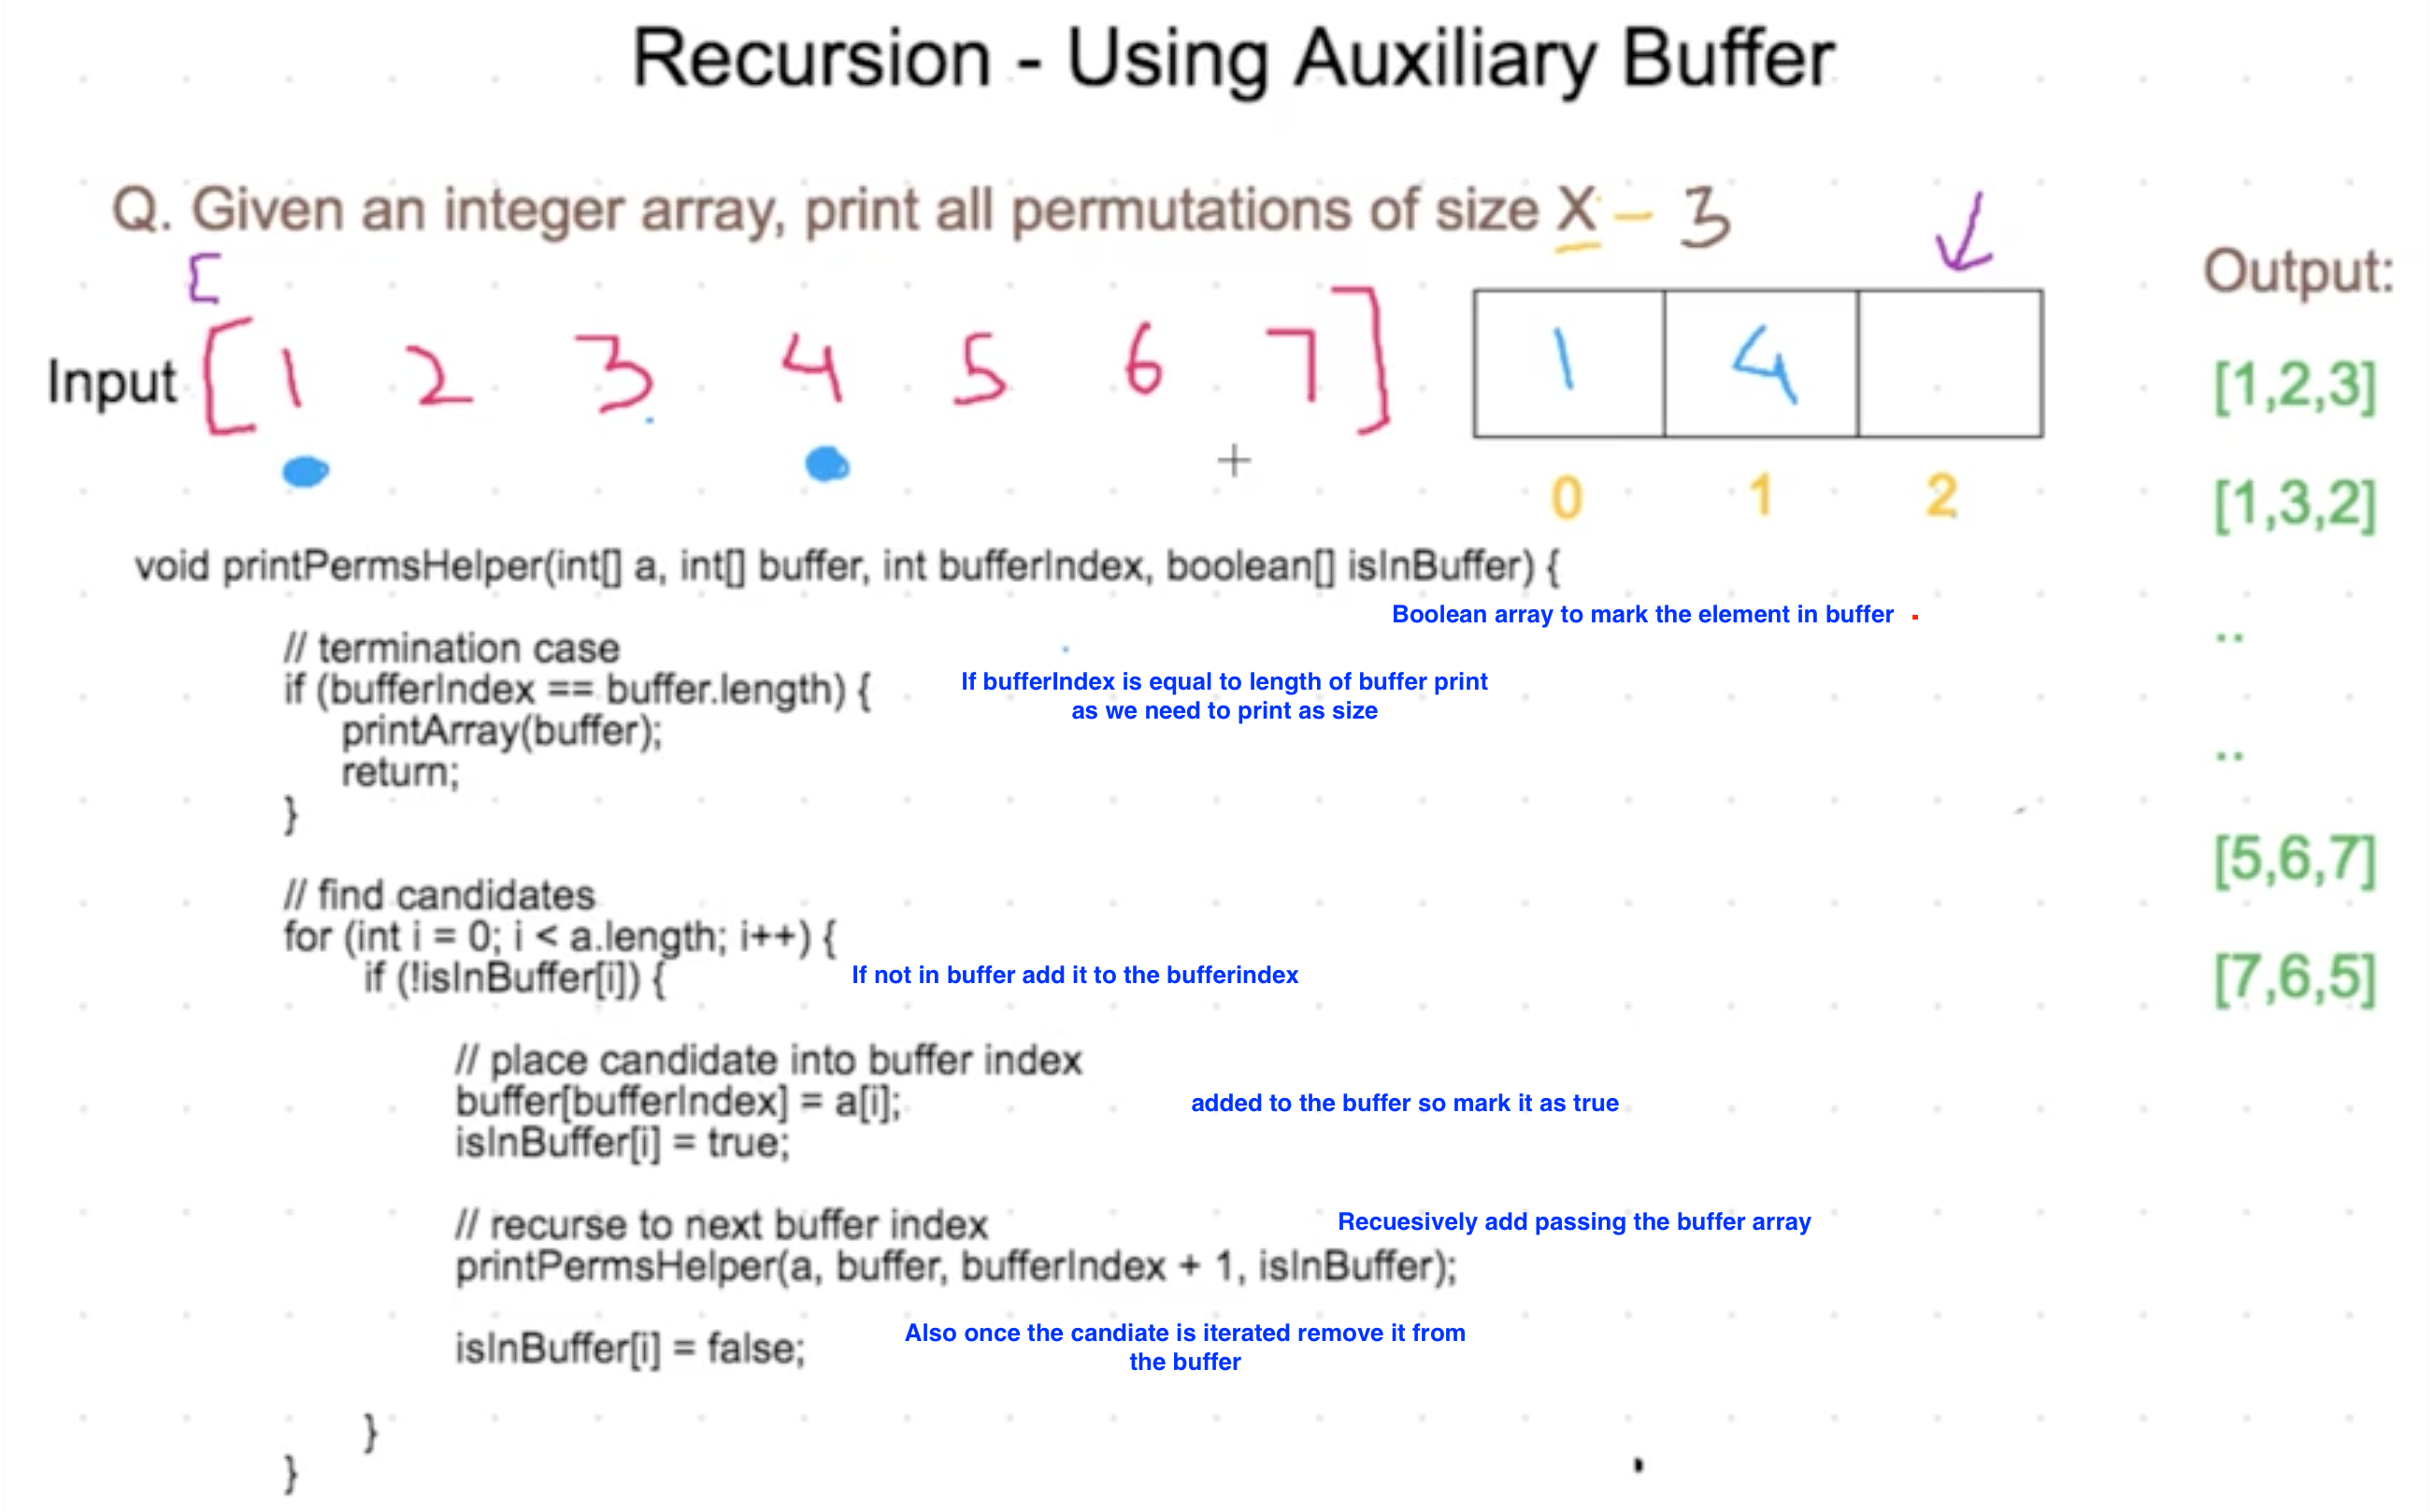 Recursion - Using Auxiliary Buffer
Q. Given an integer array, print all permutations of size X - 3
[
Input [ 1 2 3 4 5 6 7 ]
1 4
0 1 2
Output:
[1,2,3]
[1,3,2]
..
..
[5,6,7]
[7,6,5]
void printPermsHelper(int[] a, int[] buffer, int bufferIndex, boolean[] isInBuffer) {
Boolean array to mark the element in buffer
// termination case
if (bufferIndex == buffer.length) {
If bufferIndex is equal to length of buffer print
as we need to print as size
printArray(buffer);
return;
}
// find candidates
for (int i = 0; i < a.length; i++) {
if (!isInBuffer[i]) {
If not in buffer add it to the bufferindex
// place candidate into buffer index
buffer[bufferIndex] = a[i];
added to the buffer so mark it as true
isInBuffer[i] = true;
// recurse to next buffer index
Recuesively add passing the buffer array
printPermsHelper(a, buffer, bufferIndex + 1, isInBuffer);
isInBuffer[i] = false;
Also once the candiate is iterated remove it from
the buffer
}
}